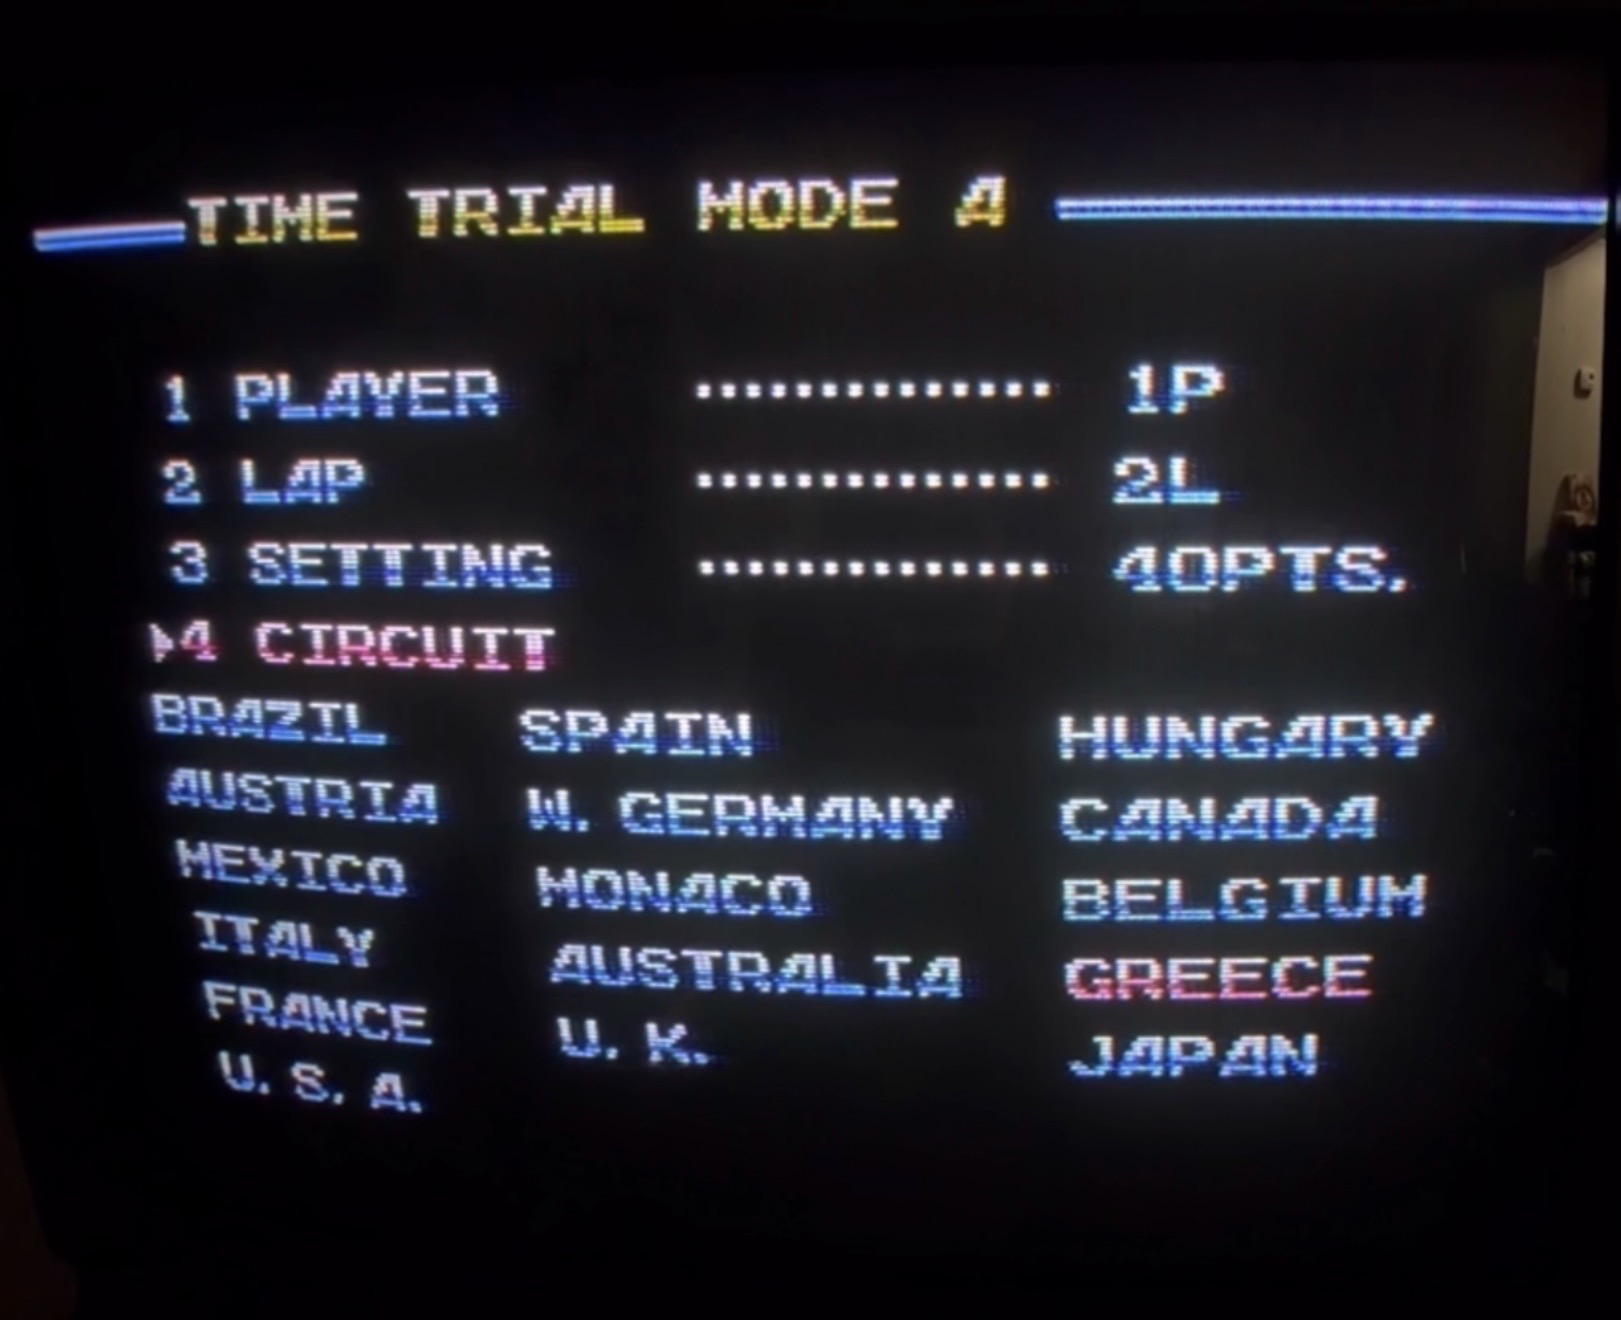 TIME TRIAL MODE A
1 PLAYER .............. 1P
2 LAP .............. 2L
3 SETTING .............. 40PTS.
▶4 CIRCUIT
BRAZIL SPAIN HUNGARY
AUSTRIA W. GERMANY CANADA
MEXICO MONACO BELGIUM
ITALY AUSTRALIA GREECE
FRANCE U. K. JAPAN
U. S. A.